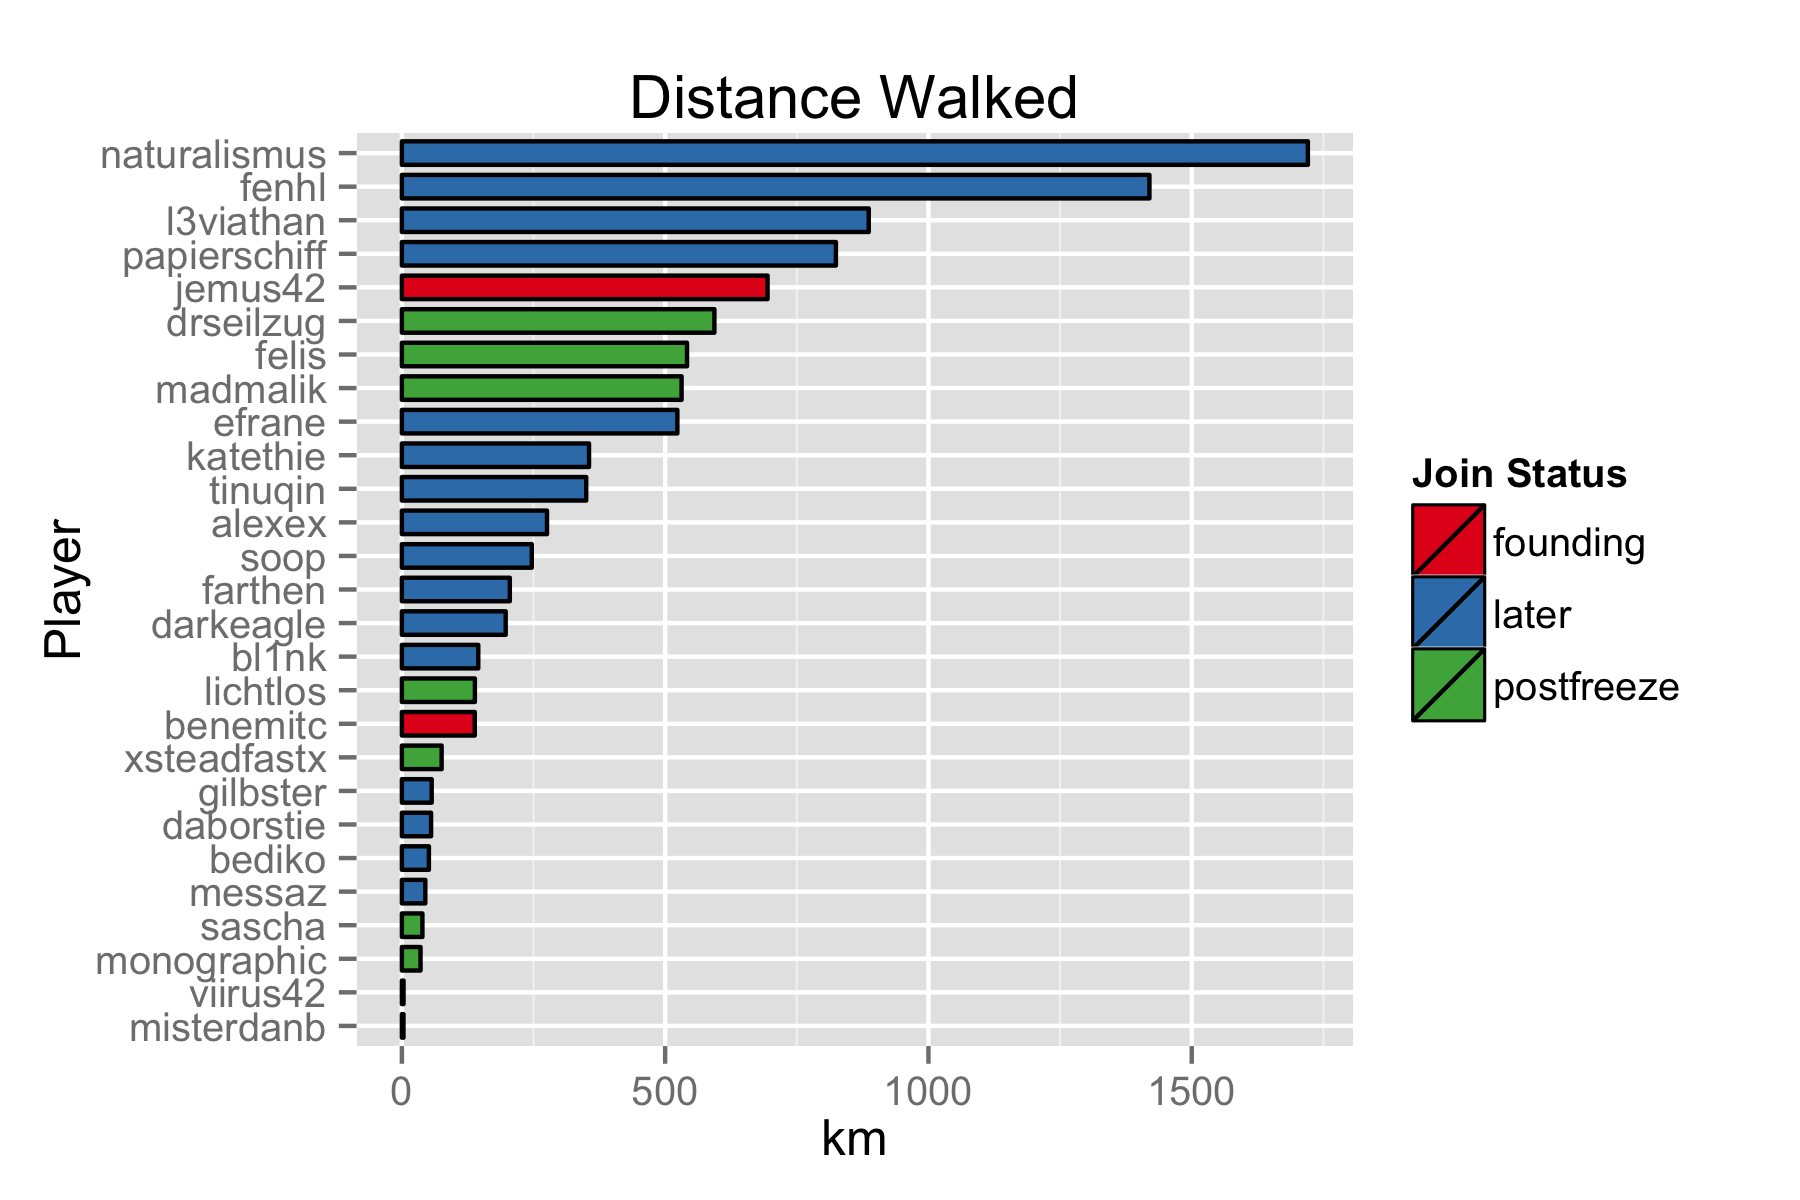 Distance Walked
naturalismus
fenhl
l3viathan
papierschiff
jemus42
drseilzug
felis
madmalik
efrane
katethie
tinuqin
alexex
soop
farthen
darkeagle
bl1nk
lichtlos
benemitc
xsteadfastx
gilbster
daborstie
bediko
messaz
sascha
monographic
viirus42
misterdanb
Player
0 500 1000 1500
km
Join Status
founding
later
postfreeze